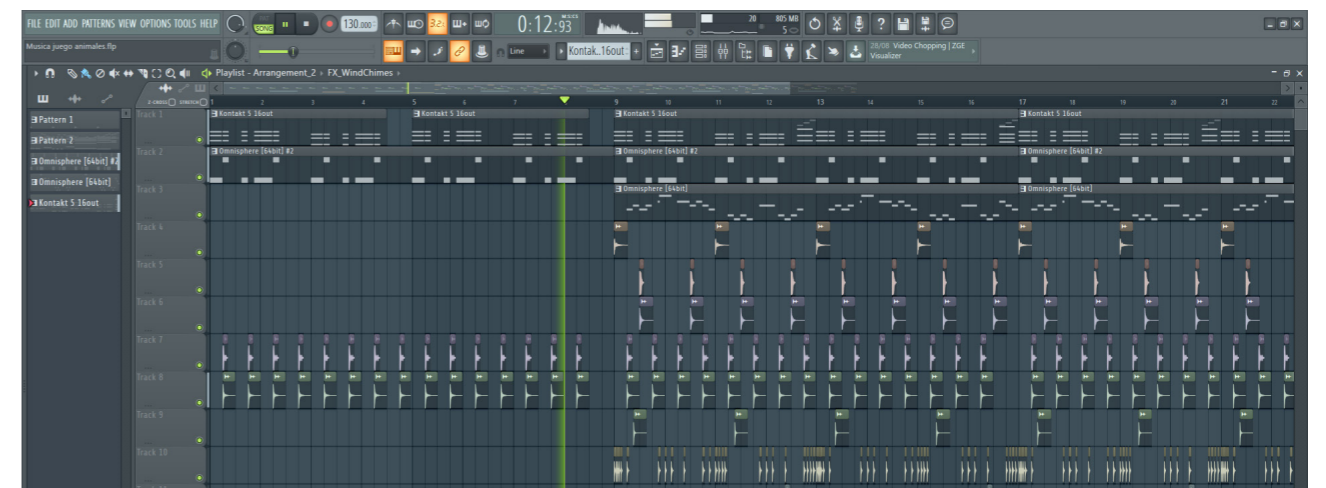 FILE EDIT ADD PATTERNS VIEW OPTIONS TOOLS HELP
SONG
130.000
3.2:
0:12:93
M:S:CS
20
805 MB
5
Musica juego animales.flp
Line
Kontak..16out
28/08 Video Chopping | ZGE
Visualizer
Playlist - Arrangement_2 › FX_WindChimes ›
1 2 3 4 5 6 7 9 10 11 12 13 14 15 16 17 18 19 20 21 22
Pattern 1
Pattern 2
Omnisphere [64bit] #2
Omnisphere [64bit]
Kontakt 5 16out
Track 1
Kontakt 5 16out
Kontakt 5 16out
Kontakt 5 16out
Kontakt 5 16out
Track 2
Omnisphere [64bit] #2
Omnisphere [64bit] #2
Omnisphere [64bit] #2
Track 3
Omnisphere [64bit]
Omnisphere [64bit]
Track 4
Track 5
Track 6
Track 7
Track 8
Track 9
Track 10